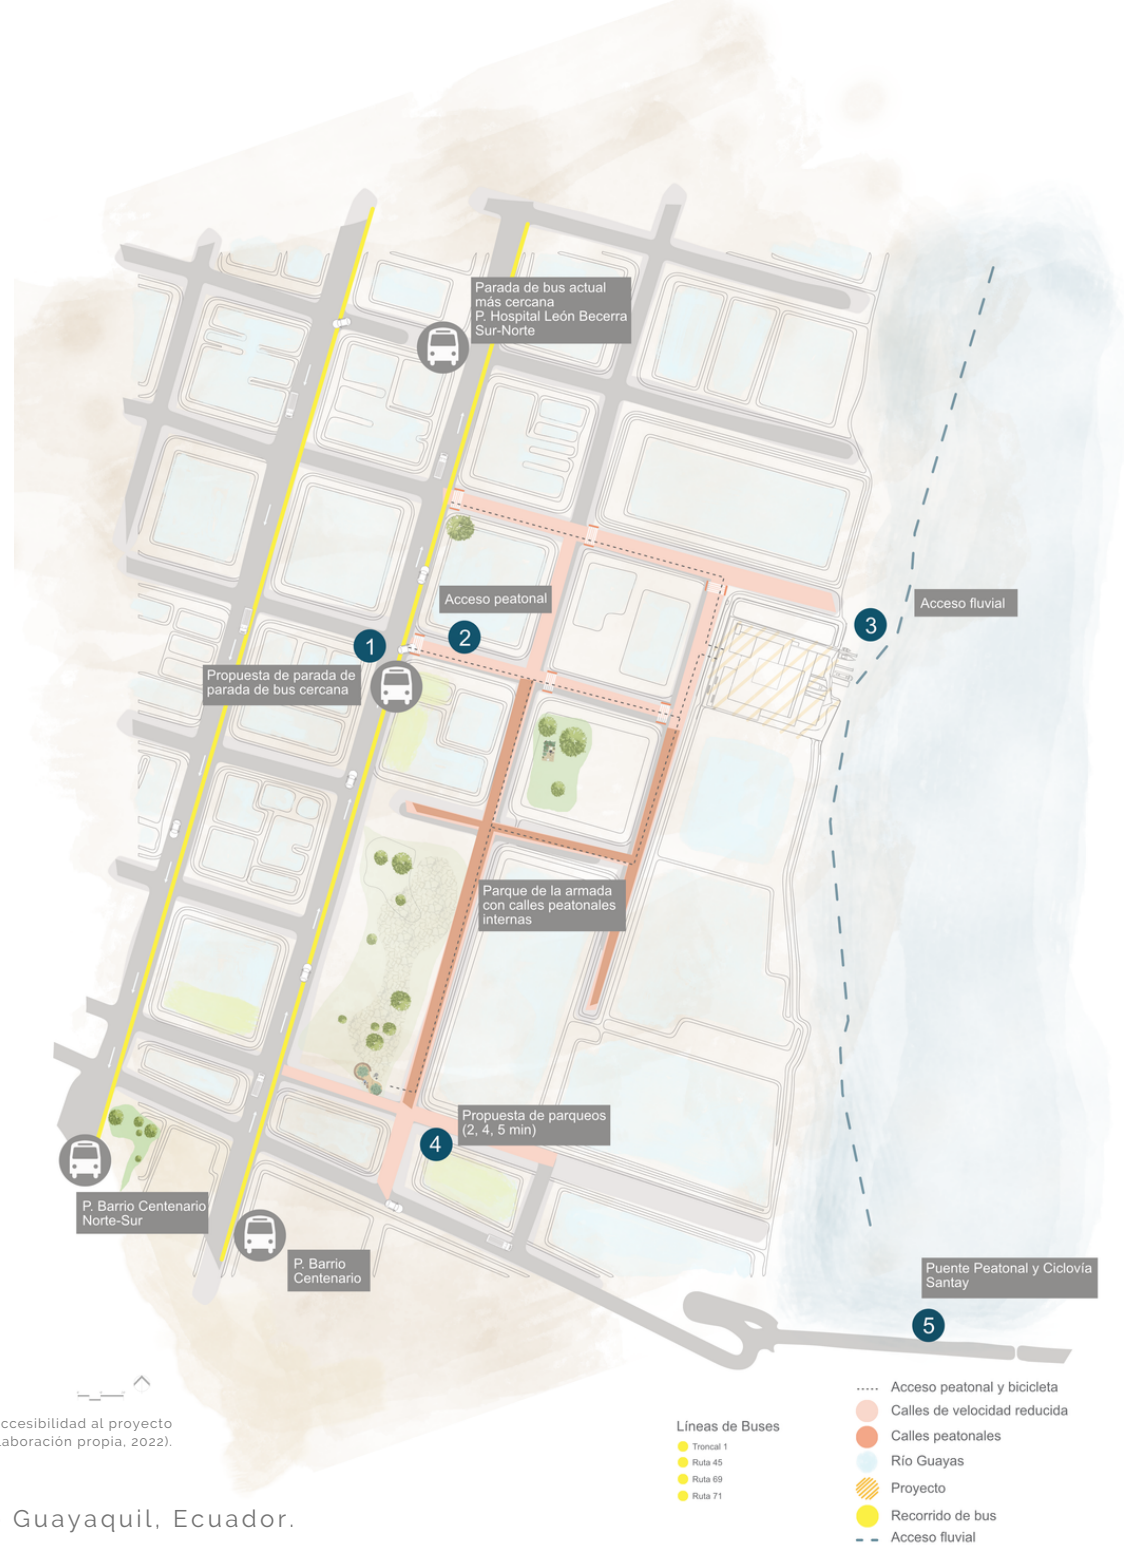 Parada de bus actual
más cercana
P. Hospital León Becerra
Sur-Norte
Acceso peatonal
Acceso fluvial
3
1
2
Propuesta de parada de
parada de bus cercana
Parque de la armada
con calles peatonales
internas
Propuesta de parqueos
(2, 4, 5 min)
4
P. Barrio Centenario
Norte-Sur
P. Barrio
Centenario
Puente Peatonal y Ciclovía
Santay
5
ccesibilidad al proyecto
laboración propia, 2022).
Líneas de Buses
Troncal 1
Ruta 45
Ruta 69
Ruta 71
Acceso peatonal y bicicleta
Calles de velocidad reducida
Calles peatonales
Río Guayas
Proyecto
Recorrido de bus
Acceso fluvial
Guayaquil, Ecuador.